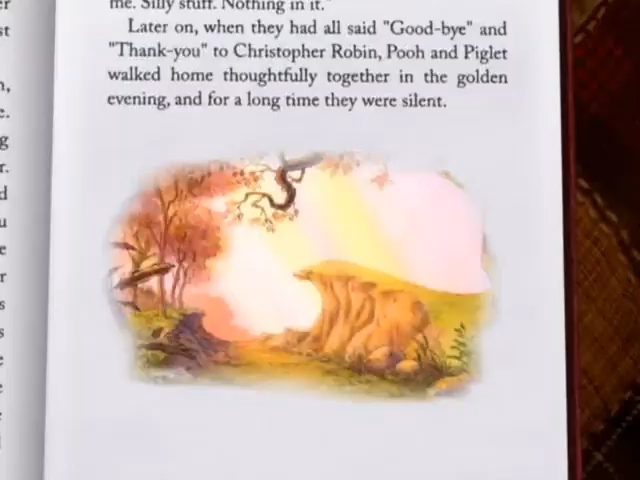 me. Silly stuff. Nothing in it."
Later on, when they had all said "Good-bye" and
"Thank-you" to Christopher Robin, Pooh and Piglet
walked home thoughtfully together in the golden
evening, and for a long time they were silent.